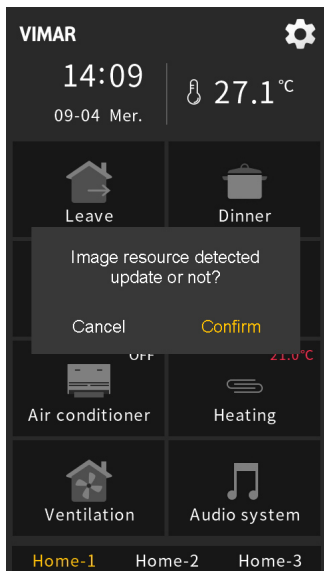 VIMAR
14:09
27.1°C
09-04 Mer.
Leave
Dinner
Image resource detected
update or not?
Cancel
Confirm
OFF
21.0°C
Air conditioner
Heating
Ventilation
Audio system
Home-1
Home-2
Home-3